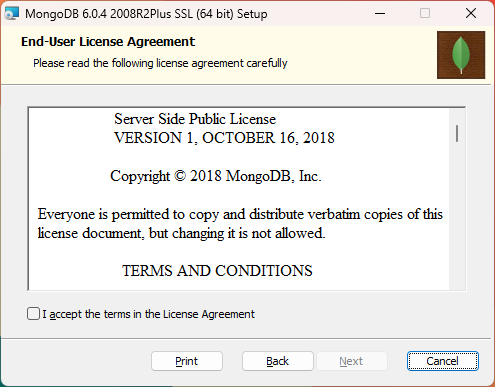 MongoDB 6.0.4 2008R2Plus SSL (64 bit) Setup
End-User License Agreement
Please read the following license agreement carefully
Server Side Public License
VERSION 1, OCTOBER 16, 2018
Copyright © 2018 MongoDB, Inc.
Everyone is permitted to copy and distribute verbatim copies of this
license document, but changing it is not allowed.
TERMS AND CONDITIONS
I accept the terms in the License Agreement
Print
Back
Next
Cancel